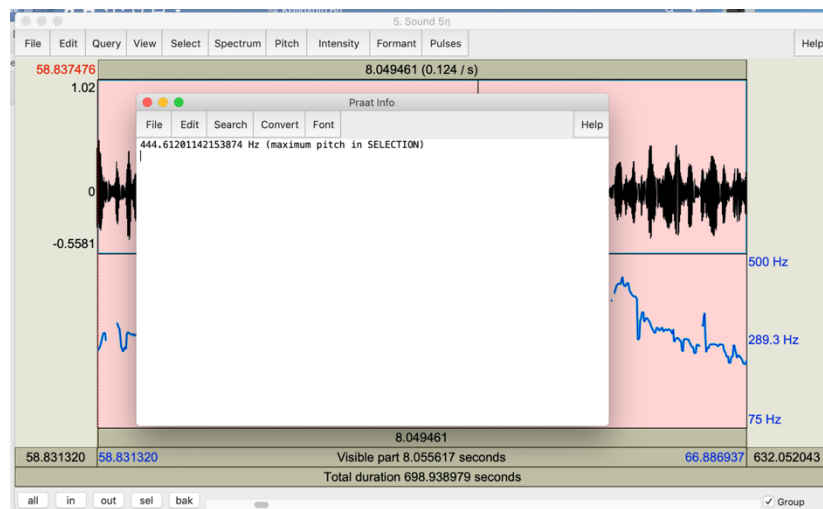 5. Sound 5η
File Edit Query View Select Spectrum Pitch Intensity Formant Pulses Help
58.837476 8.049461 (0.124 / s)
1.02
Praat Info
File Edit Search Convert Font Help
444.61201142153874 Hz (maximum pitch in SELECTION)
0
-0.5581
500 Hz
289.3 Hz
75 Hz
8.049461
58.831320 58.831320 Visible part 8.055617 seconds 66.886937 632.052043
Total duration 698.938979 seconds
all in out sel bak Group